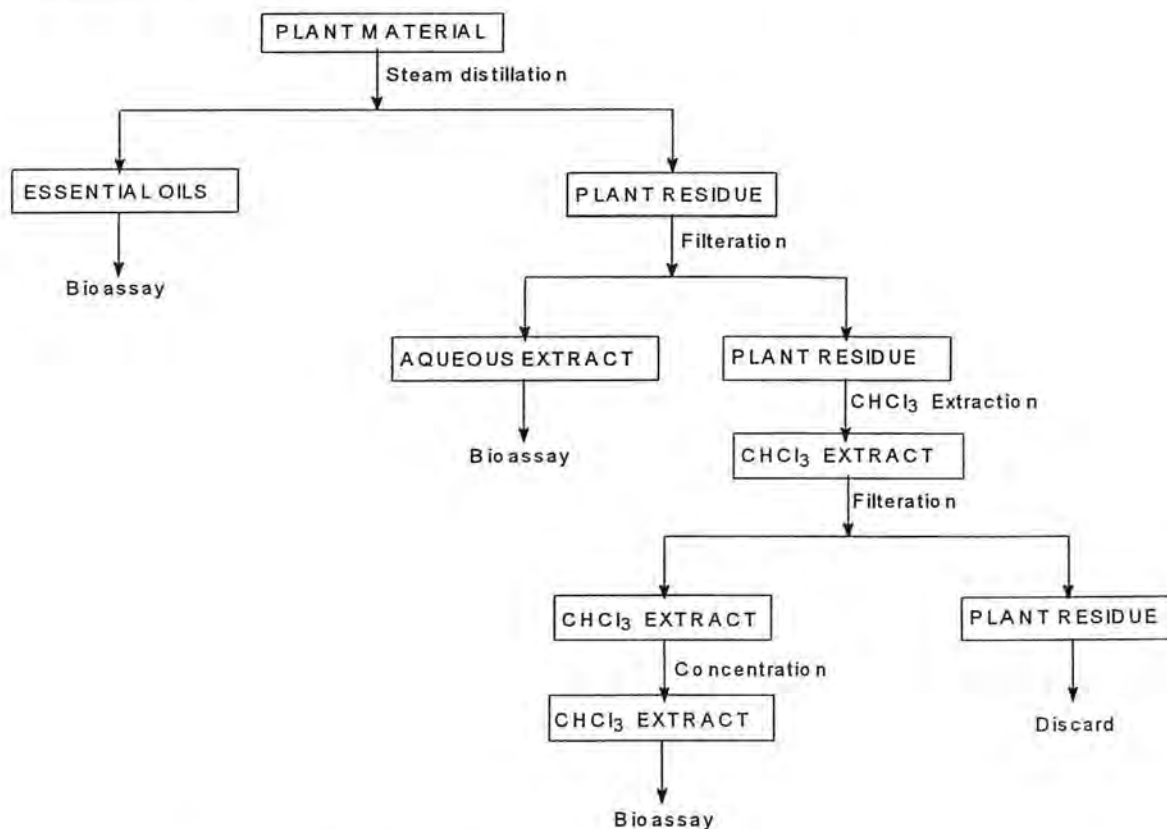 PLANT MATERIAL
Steam distillation
ESSENTIAL OILS
PLANT RESIDUE
Filteration
Bioassay
AQUEOUS EXTRACT
PLANT RESIDUE
CHCl₃ Extraction
Bioassay
CHCl₃ EXTRACT
Filteration
CHCl₃ EXTRACT
PLANT RESIDUE
Concentration
CHCl₃ EXTRACT
Discard
Bioassay